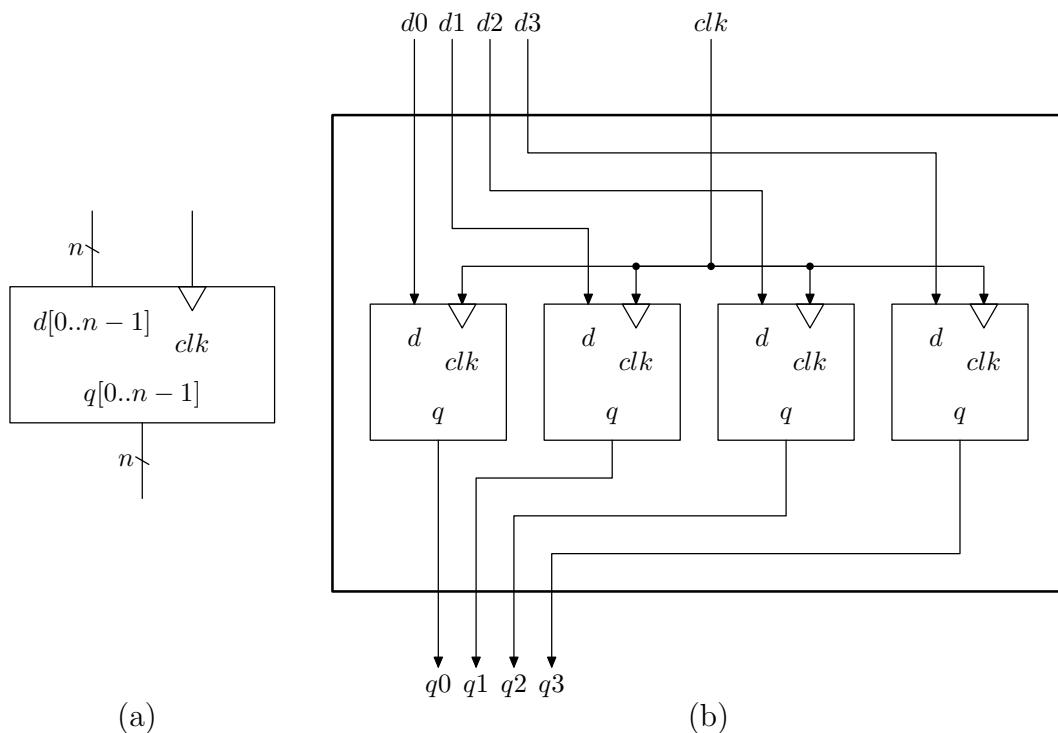 d0 d1 d2 d3 clk
n
d[0..n − 1]
clk
q[0..n − 1]
n
d clk q
d clk q
d clk q
d clk q
q0 q1 q2 q3
(a) (b)